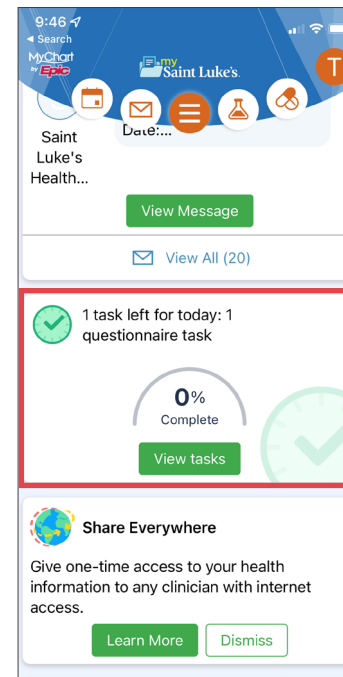 9:46
◀ Search
MyChart
by Epic
my
Saint Luke's.
T
Saint
Luke's
Health...
Date:...
View Message
View All (20)
1 task left for today: 1
questionnaire task
0%
Complete
View tasks
Share Everywhere
Give one-time access to your health
information to any clinician with internet
access.
Learn More
Dismiss